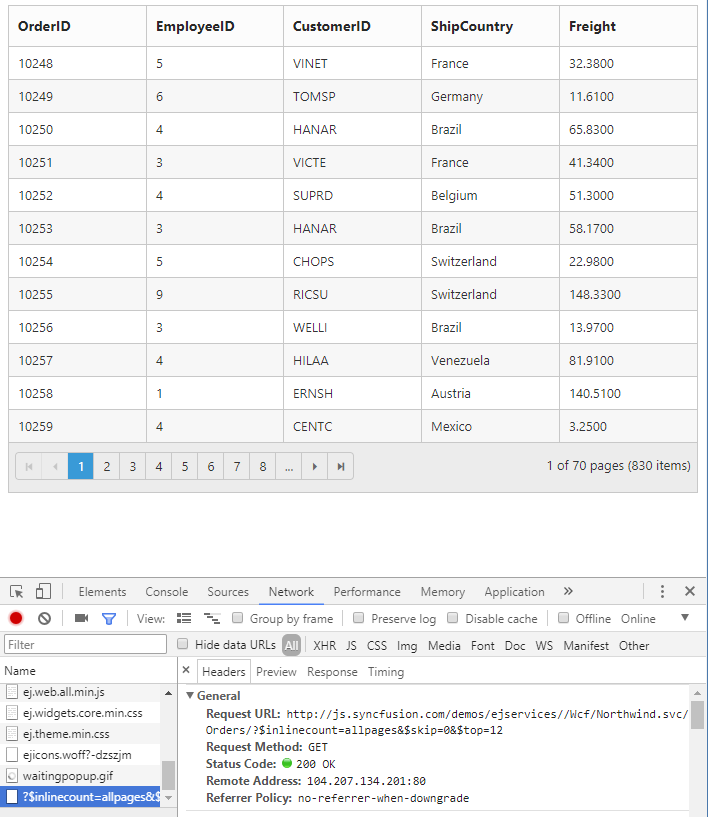 OrderID EmployeeID CustomerID ShipCountry Freight
10248 5 VINET France 32.3800
10249 6 TOMSP Germany 11.6100
10250 4 HANAR Brazil 65.8300
10251 3 VICTE France 41.3400
10252 4 SUPRD Belgium 51.3000
10253 3 HANAR Brazil 58.1700
10254 5 CHOPS Switzerland 22.9800
10255 9 RICSU Switzerland 148.3300
10256 3 WELLI Brazil 13.9700
10257 4 HILAA Venezuela 81.9100
10258 1 ERNSH Austria 140.5100
10259 4 CENTC Mexico 3.2500
1 2 3 4 5 6 7 8 ... 1 of 70 pages (830 items)
Elements Console Sources Network Performance Memory Application »
View: Group by frame Preserve log Disable cache Offline Online
Filter Hide data URLs All XHR JS CSS Img Media Font Doc WS Manifest Other
Name × Headers Preview Response Timing
ej.web.all.min.js
ej.widgets.core.min.css
ej.theme.min.css
ejicons.woff?-dzszjm
waitingpopup.gif
?$inlinecount=allpages&$
General
Request URL: http://js.syncfusion.com/demos/ejservices//Wcf/Northwind.svc/
Orders/?$inlinecount=allpages&$skip=0&$top=12
Request Method: GET
Status Code: 200 OK
Remote Address: 104.207.134.201:80
Referrer Policy: no-referrer-when-downgrade